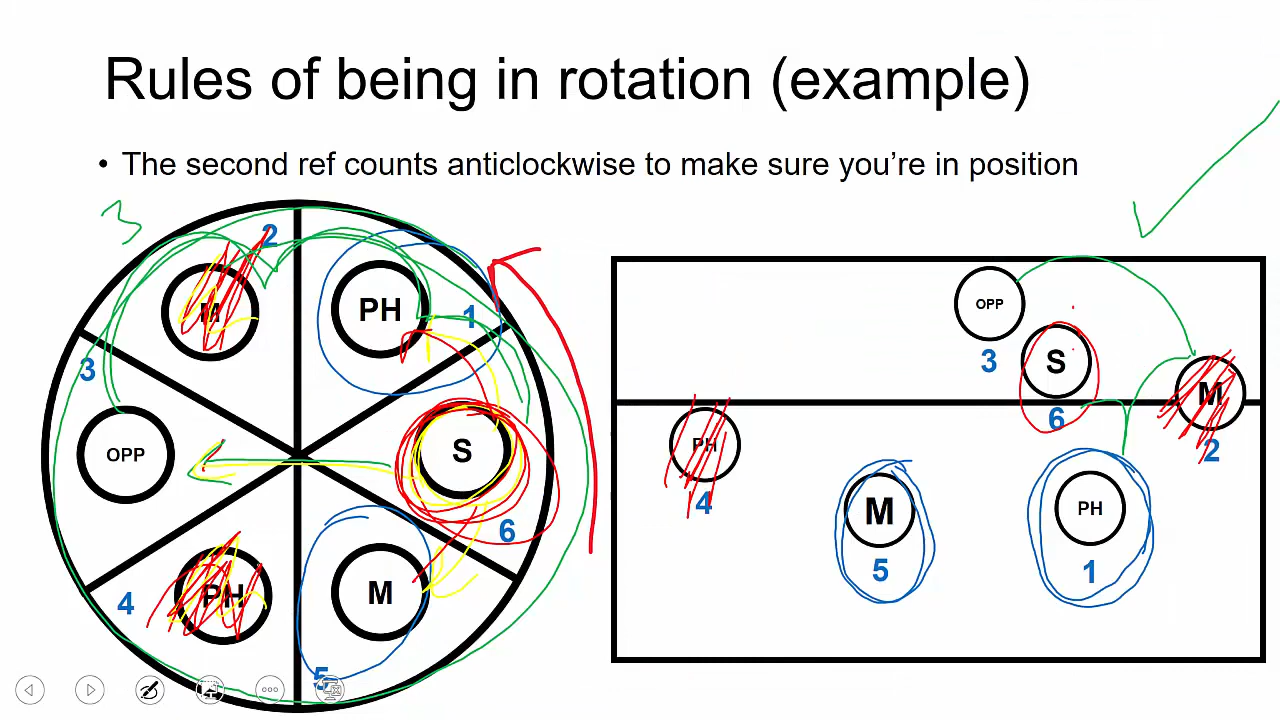 Rules of being in rotation (example)
• The second ref counts anticlockwise to make sure you're in position
3
2
M
PH
1
3
OPP
S
6
4
PH
M
5
OPP
3
S
6
M
2
PH
4
M
5
PH
1